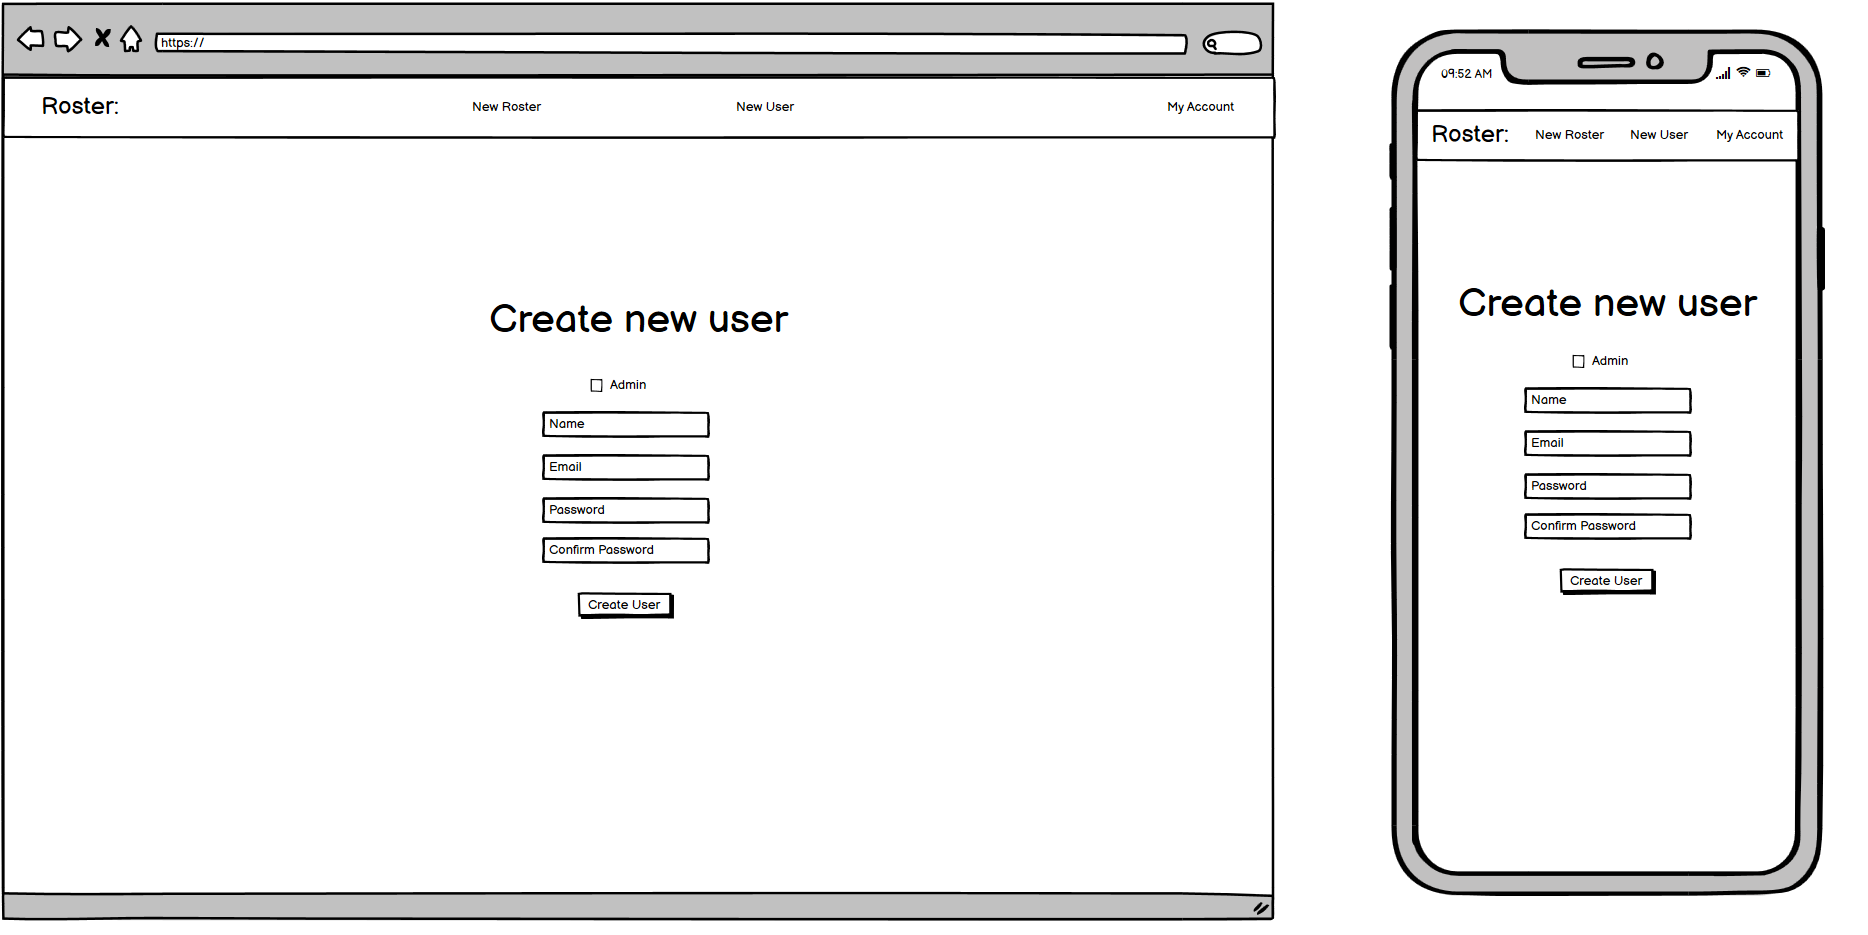 https://
Roster:
New Roster
New User
My Account
Create new user
Admin
Name
Email
Password
Confirm Password
Create User
09:52 AM
Roster:
New Roster
New User
My Account
Create new user
Admin
Name
Email
Password
Confirm Password
Create User